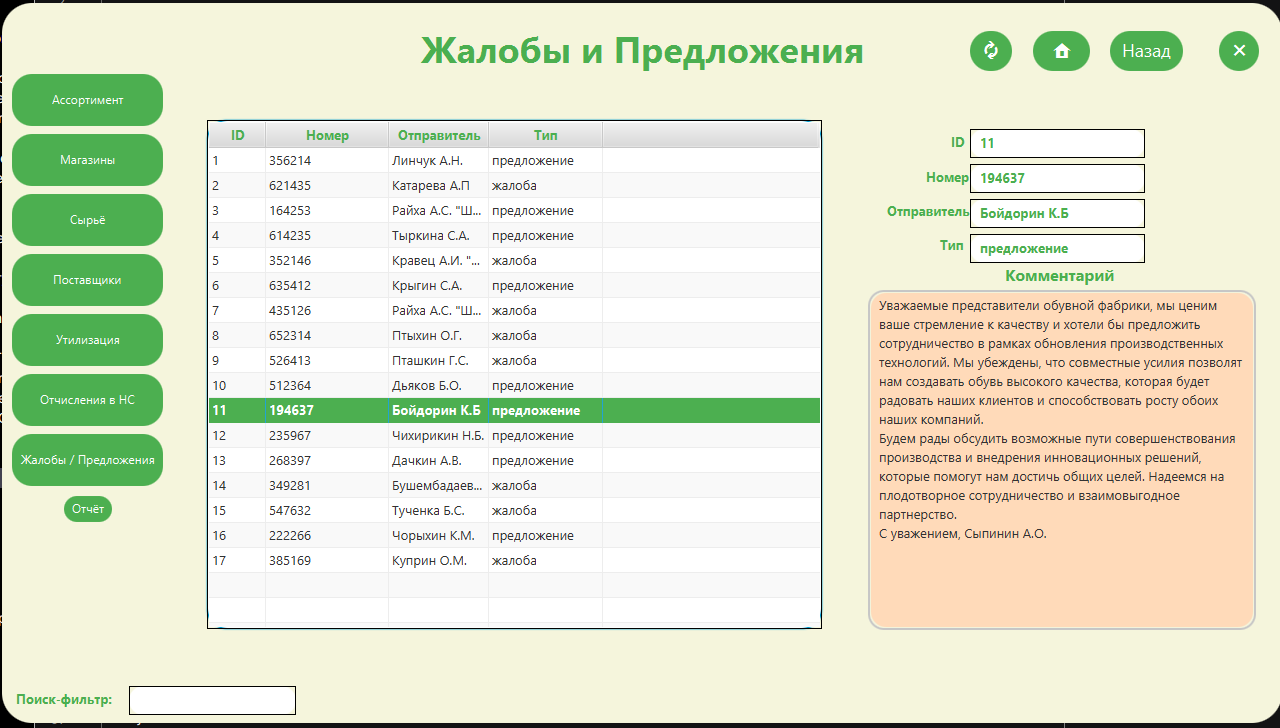 Жалобы и Предложения
Назад
Ассортимент
Магазины
Сырьё
Поставщики
Утилизация
Отчисления в НС
Жалобы / Предложения
Отчёт
ID Номер Отправитель Тип
1 356214 Линчук А.Н. предложение
2 621435 Катарева А.П жалоба
3 164253 Райха А.С. "Ш... предложение
4 614235 Тыркина С.А. предложение
5 352146 Кравец А.И. "... жалоба
6 635412 Крыгин С.А. предложение
7 435126 Райха А.С. "Ш... жалоба
8 652314 Птыхин О.Г. жалоба
9 526413 Пташкин Г.С. жалоба
10 512364 Дьяков Б.О. предложение
11 194637 Бойдорин К.Б предложение
12 235967 Чихирикин Н.Б. предложение
13 268397 Дачкин А.В. предложение
14 349281 Бушембадаев... жалоба
15 547632 Тученка Б.С. жалоба
16 222266 Чорыхин К.М. предложение
17 385169 Куприн О.М. жалоба
ID 11
Номер 194637
Отправитель Бойдорин К.Б
Тип предложение
Комментарий
Уважаемые представители обувной фабрики, мы ценим
ваше стремление к качеству и хотели бы предложить
сотрудничество в рамках обновления производственных
технологий. Мы убеждены, что совместные усилия позволят
нам создавать обувь высокого качества, которая будет
радовать наших клиентов и способствовать росту обоих
наших компаний.
Будем рады обсудить возможные пути совершенствования
производства и внедрения инновационных решений,
которые помогут нам достичь общих целей. Надеемся на
плодотворное сотрудничество и взаимовыгодное
партнерство.
С уважением, Сыпинин А.О.
Поиск-фильтр: